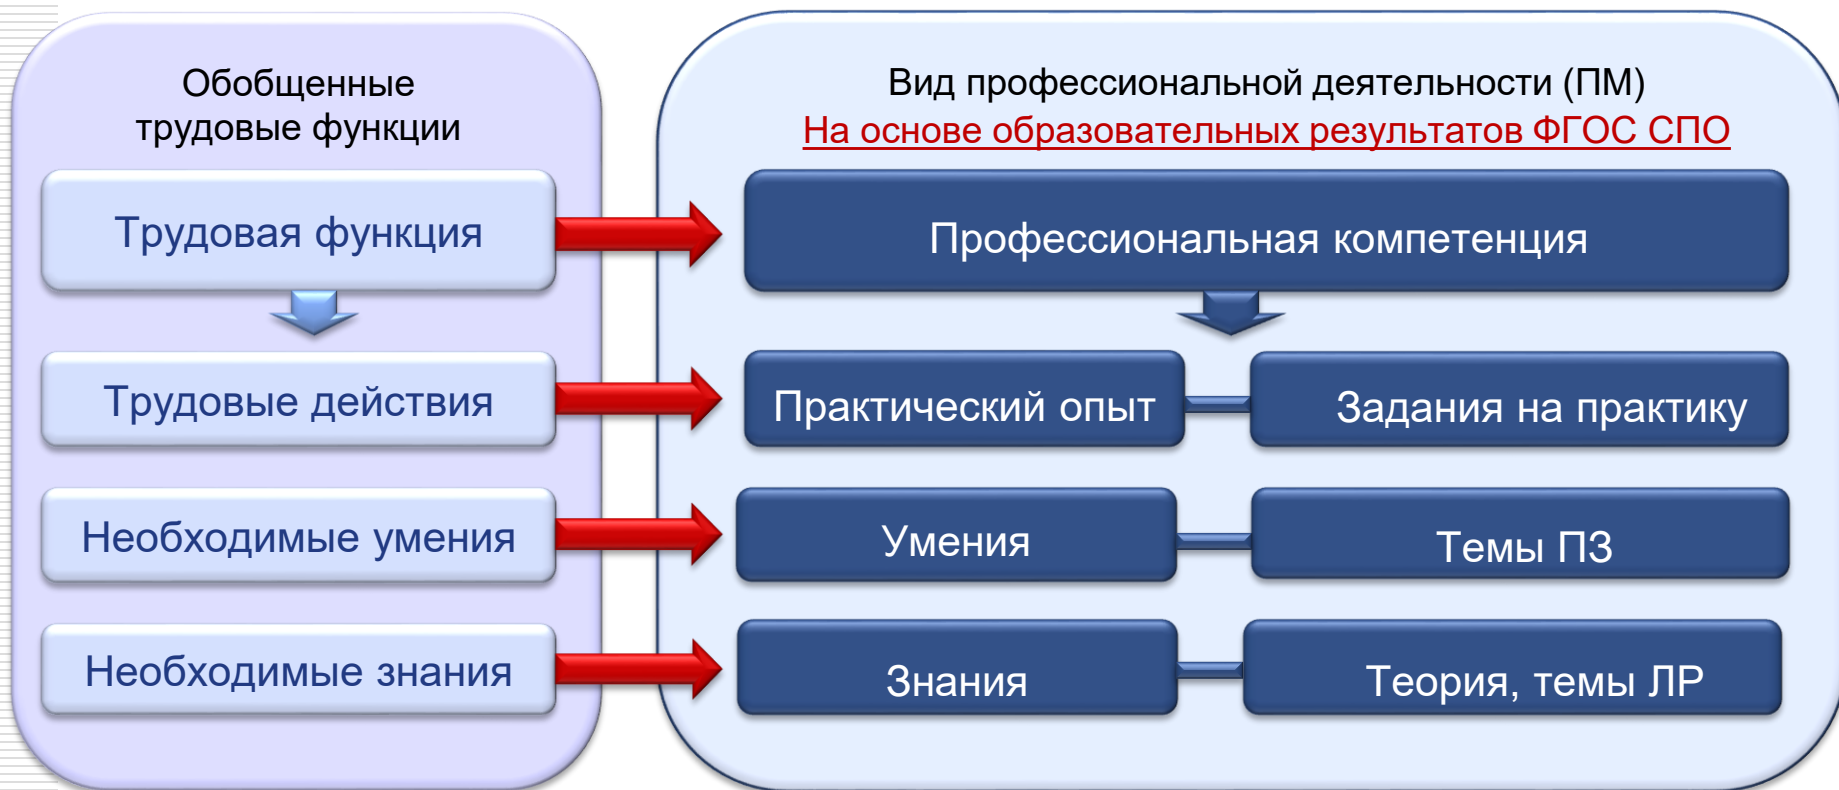 Обобщенные
трудовые функции
Вид профессиональной деятельности (ПМ)
На основе образовательных результатов ФГОС СПО
Трудовая функция
Профессиональная компетенция
Трудовые действия
Практический опыт
Задания на практику
Необходимые умения
Умения
Темы ПЗ
Необходимые знания
Знания
Теория, темы ЛР